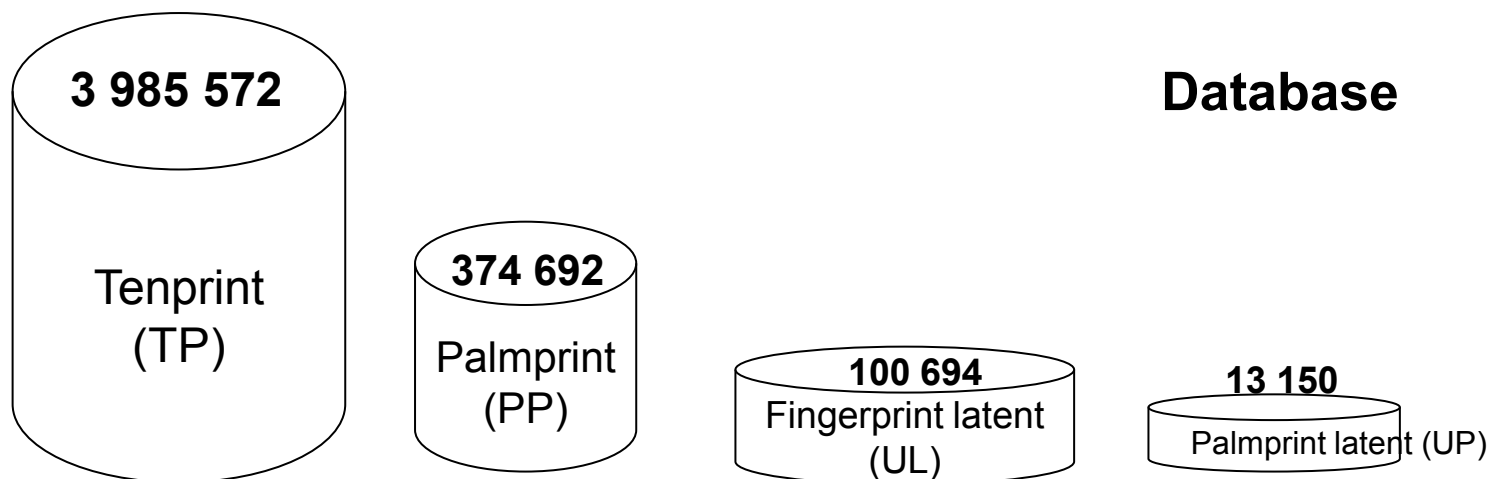 3 985 572
Database
Tenprint
(TP)
374 692
Palmprint
(PP)
100 694
Fingerprint latent
(UL)
13 150
Palmprint latent (UP)